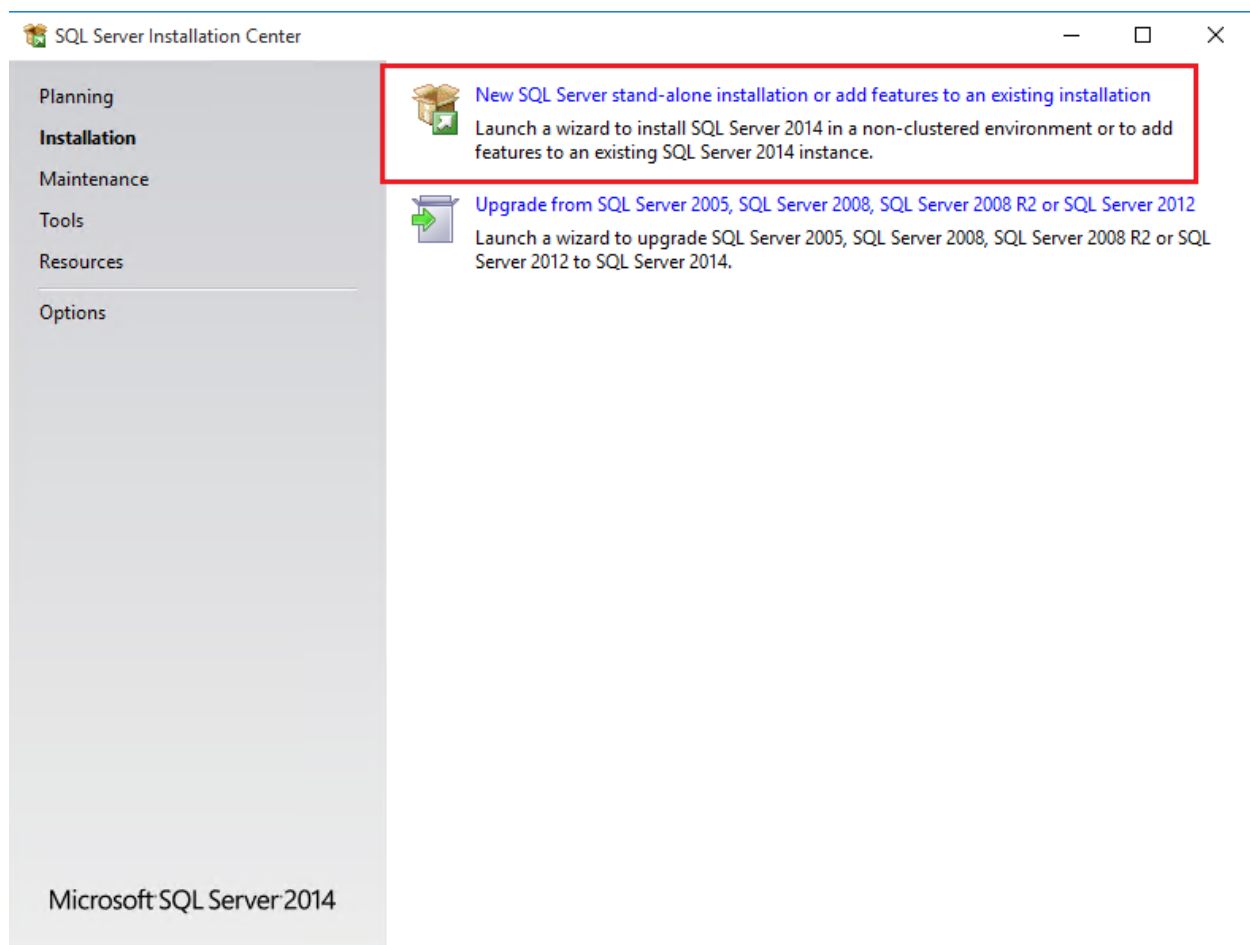 SQL Server Installation Center
Planning
Installation
Maintenance
Tools
Resources
Options
New SQL Server stand-alone installation or add features to an existing installation
Launch a wizard to install SQL Server 2014 in a non-clustered environment or to add
features to an existing SQL Server 2014 instance.
Upgrade from SQL Server 2005, SQL Server 2008, SQL Server 2008 R2 or SQL Server 2012
Launch a wizard to upgrade SQL Server 2005, SQL Server 2008, SQL Server 2008 R2 or SQL
Server 2012 to SQL Server 2014.
Microsoft SQL Server 2014